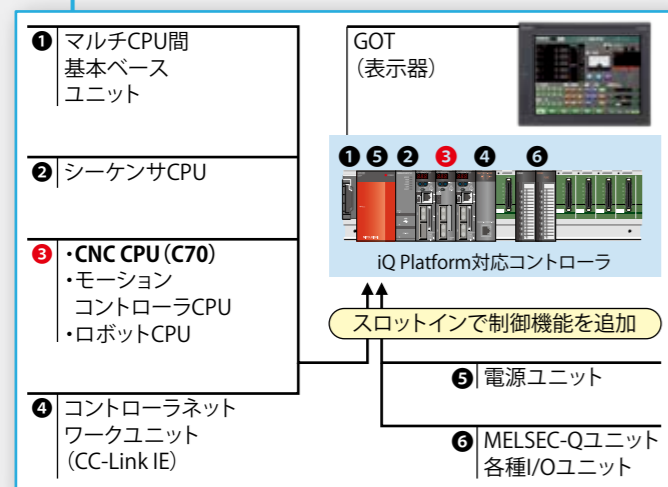 ❶ マルチCPU間
基本ベース
ユニット
❷ シーケンサCPU
❸ ・CNC CPU(C70)
・モーション
コントローラCPU
・ロボットCPU
❹ コントローラネット
ワークユニット
(CC-Link IE)
GOT
(表示器)
❶ ❺ ❷ ❸ ❹ ❻
iQ Platform対応コントローラ
スロットインで制御機能を追加
❺ 電源ユニット
❻ MELSEC-Qユニット
各種I/Oユニット